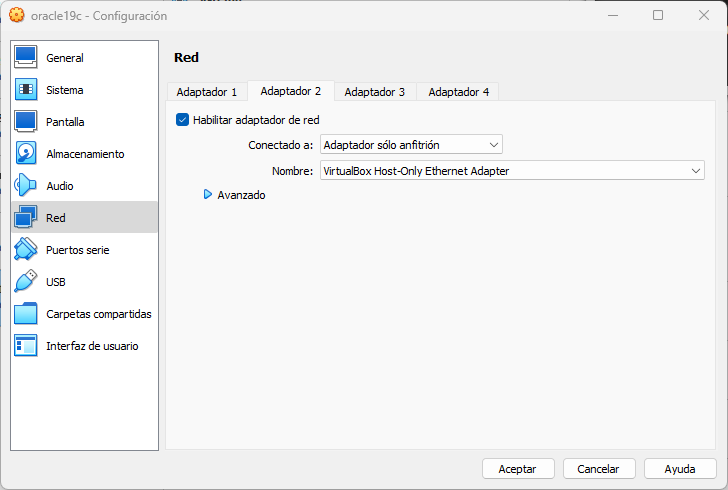 oracle19c - Configuración
General
Sistema
Pantalla
Almacenamiento
Audio
Red
Puertos serie
USB
Carpetas compartidas
Interfaz de usuario
Red
Adaptador 1 Adaptador 2 Adaptador 3 Adaptador 4
Habilitar adaptador de red
Conectado a: Adaptador sólo anfitrión
Nombre: VirtualBox Host-Only Ethernet Adapter
Avanzado
Aceptar Cancelar Ayuda